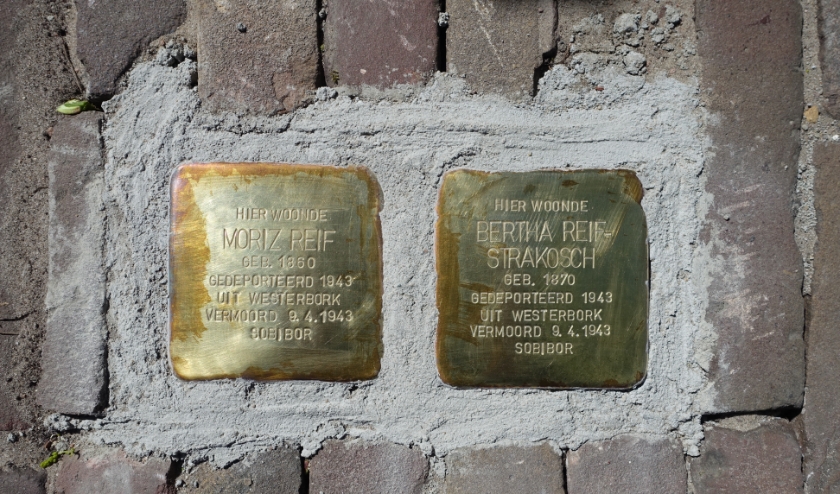 HIER WOONDE
MORIZ REIF
GEB. 1860
GEDEPORTEERD 1943
UIT WESTERBORK
VERMOORD 9.4.1943
SOBIBOR
HIER WOONDE
BERTHA REIF-
STRAKOSCH
GEB. 1870
GEDEPORTEERD 1943
UIT WESTERBORK
VERMOORD 9.4.1943
SOBIBOR